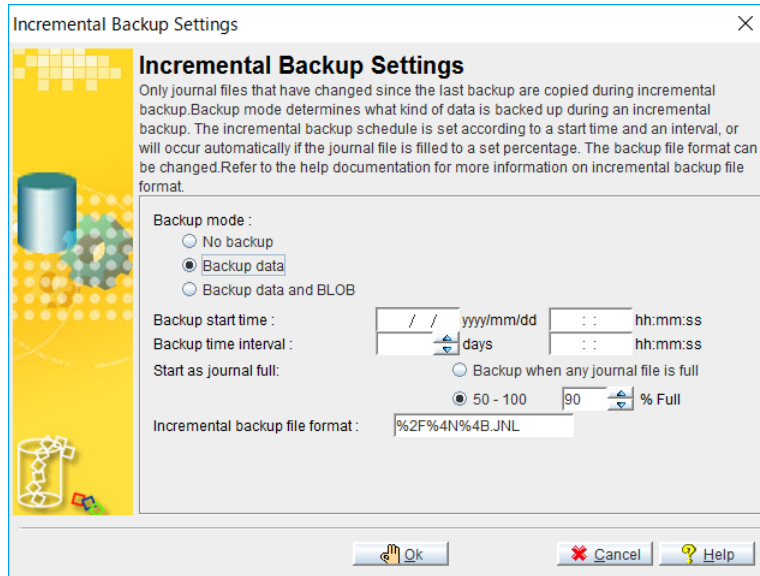 Incremental Backup Settings
Incremental Backup Settings
Only journal files that have changed since the last backup are copied during incremental
backup.Backup mode determines what kind of data is backed up during an incremental
backup. The incremental backup schedule is set according to a start time and an interval, or
will occur automatically if the journal file is filled to a set percentage. The backup file format can
be changed.Refer to the help documentation for more information on incremental backup file
format.
Backup mode :
No backup
Backup data
Backup data and BLOB
Backup start time : / / yyyy/mm/dd : : hh:mm:ss
Backup time interval : days : : hh:mm:ss
Start as journal full: Backup when any journal file is full
50 - 100 90 % Full
Incremental backup file format : %2F%4N%4B.JNL
Ok Cancel Help